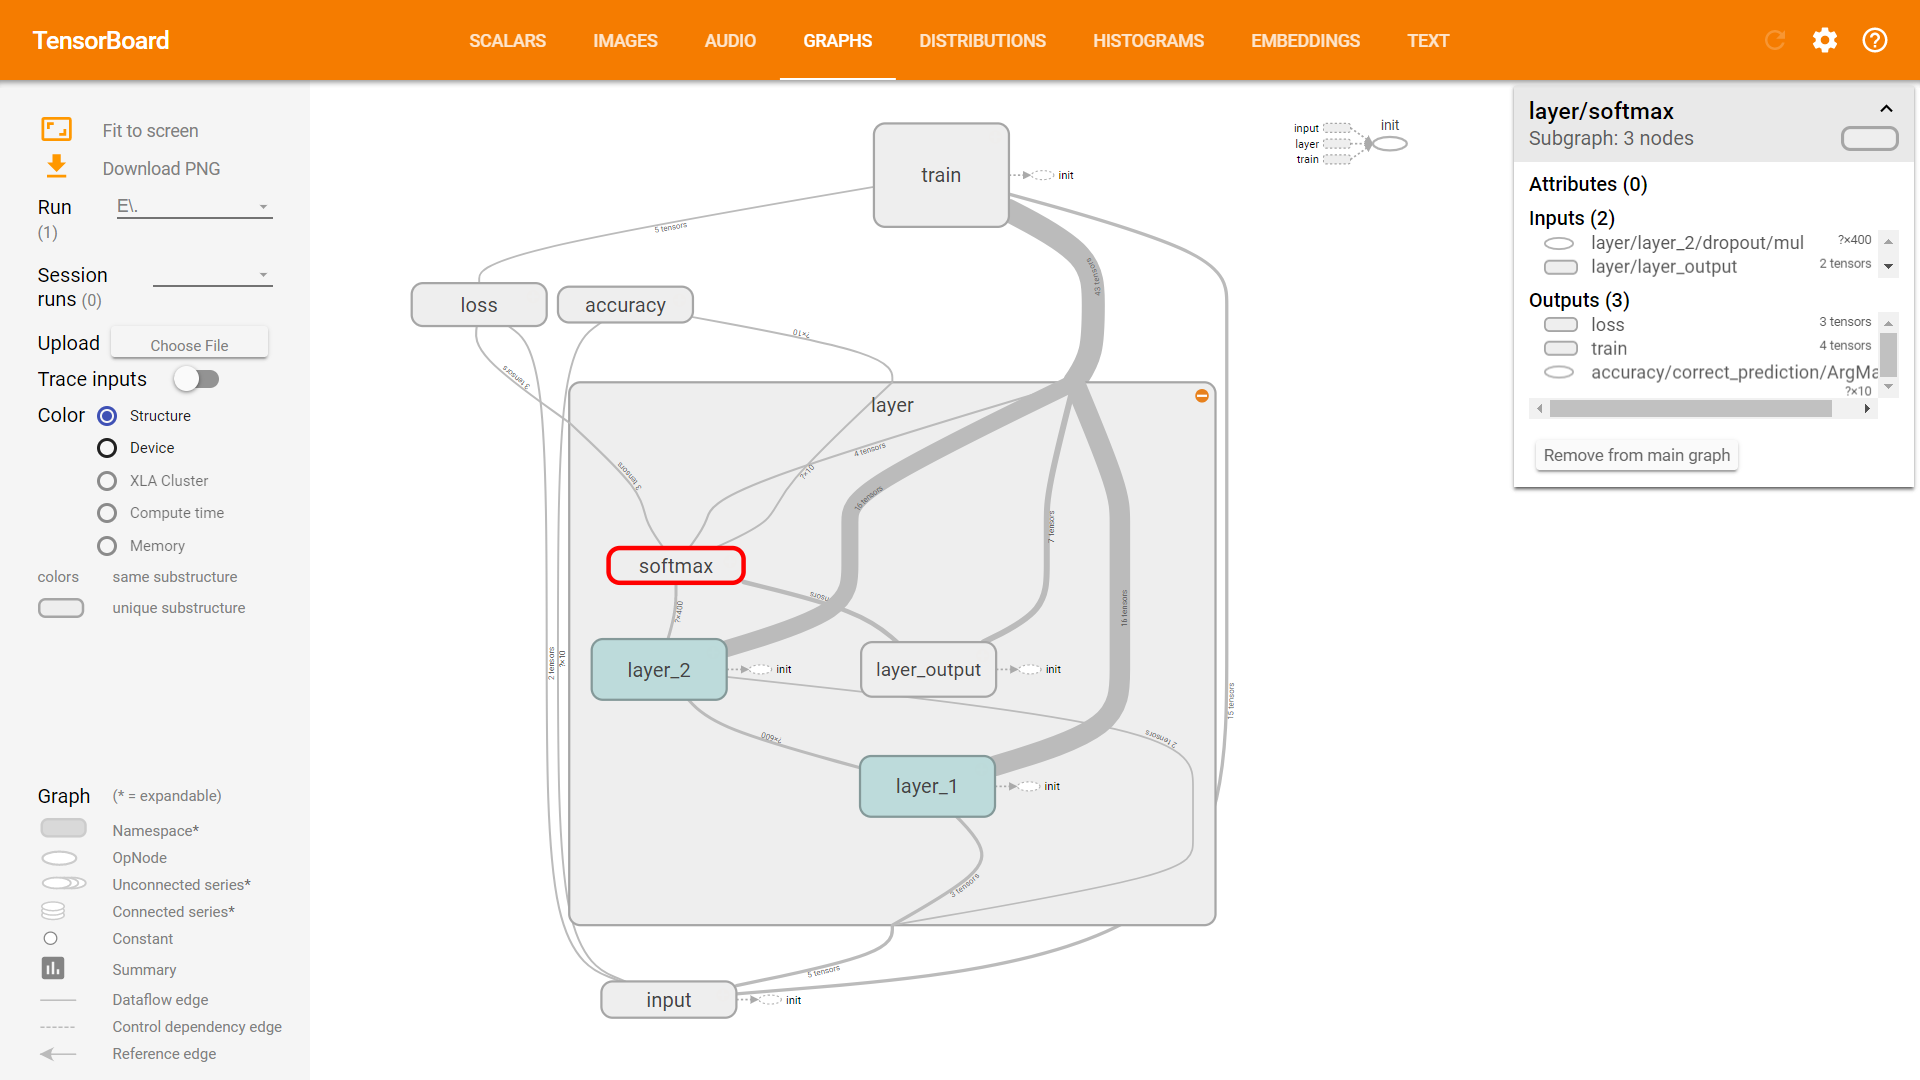 TensorBoard
SCALARS
IMAGES
AUDIO
GRAPHS
DISTRIBUTIONS
HISTOGRAMS
EMBEDDINGS
TEXT
Fit to screen
Download PNG
Run
(1)
E\.
Session
runs (0)
Upload
Choose File
Trace inputs
Color
Structure
Device
XLA Cluster
Compute time
Memory
colors
same substructure
unique substructure
Graph
(* = expandable)
Namespace*
OpNode
Unconnected series*
Connected series*
Constant
Summary
Dataflow edge
Control dependency edge
Reference edge
train
init
5 tensors
43 tensors
loss
accuracy
?×10
3 tensors
layer
4 tensors
3 tensors
?×10
16 tensors
7 tensors
softmax
?×400
layer_2
init
layer_output
init
16 tensors
2 tensors
?×10
15 tensors
?×600
2 tensors
layer_1
init
3 tensors
5 tensors
input
init
input
layer
train
init
layer/softmax
Subgraph: 3 nodes
Attributes (0)
Inputs (2)
layer/layer_2/dropout/mul
?×400
layer/layer_output
2 tensors
Outputs (3)
loss
3 tensors
train
4 tensors
accuracy/correct_prediction/ArgMa
?×10
Remove from main graph